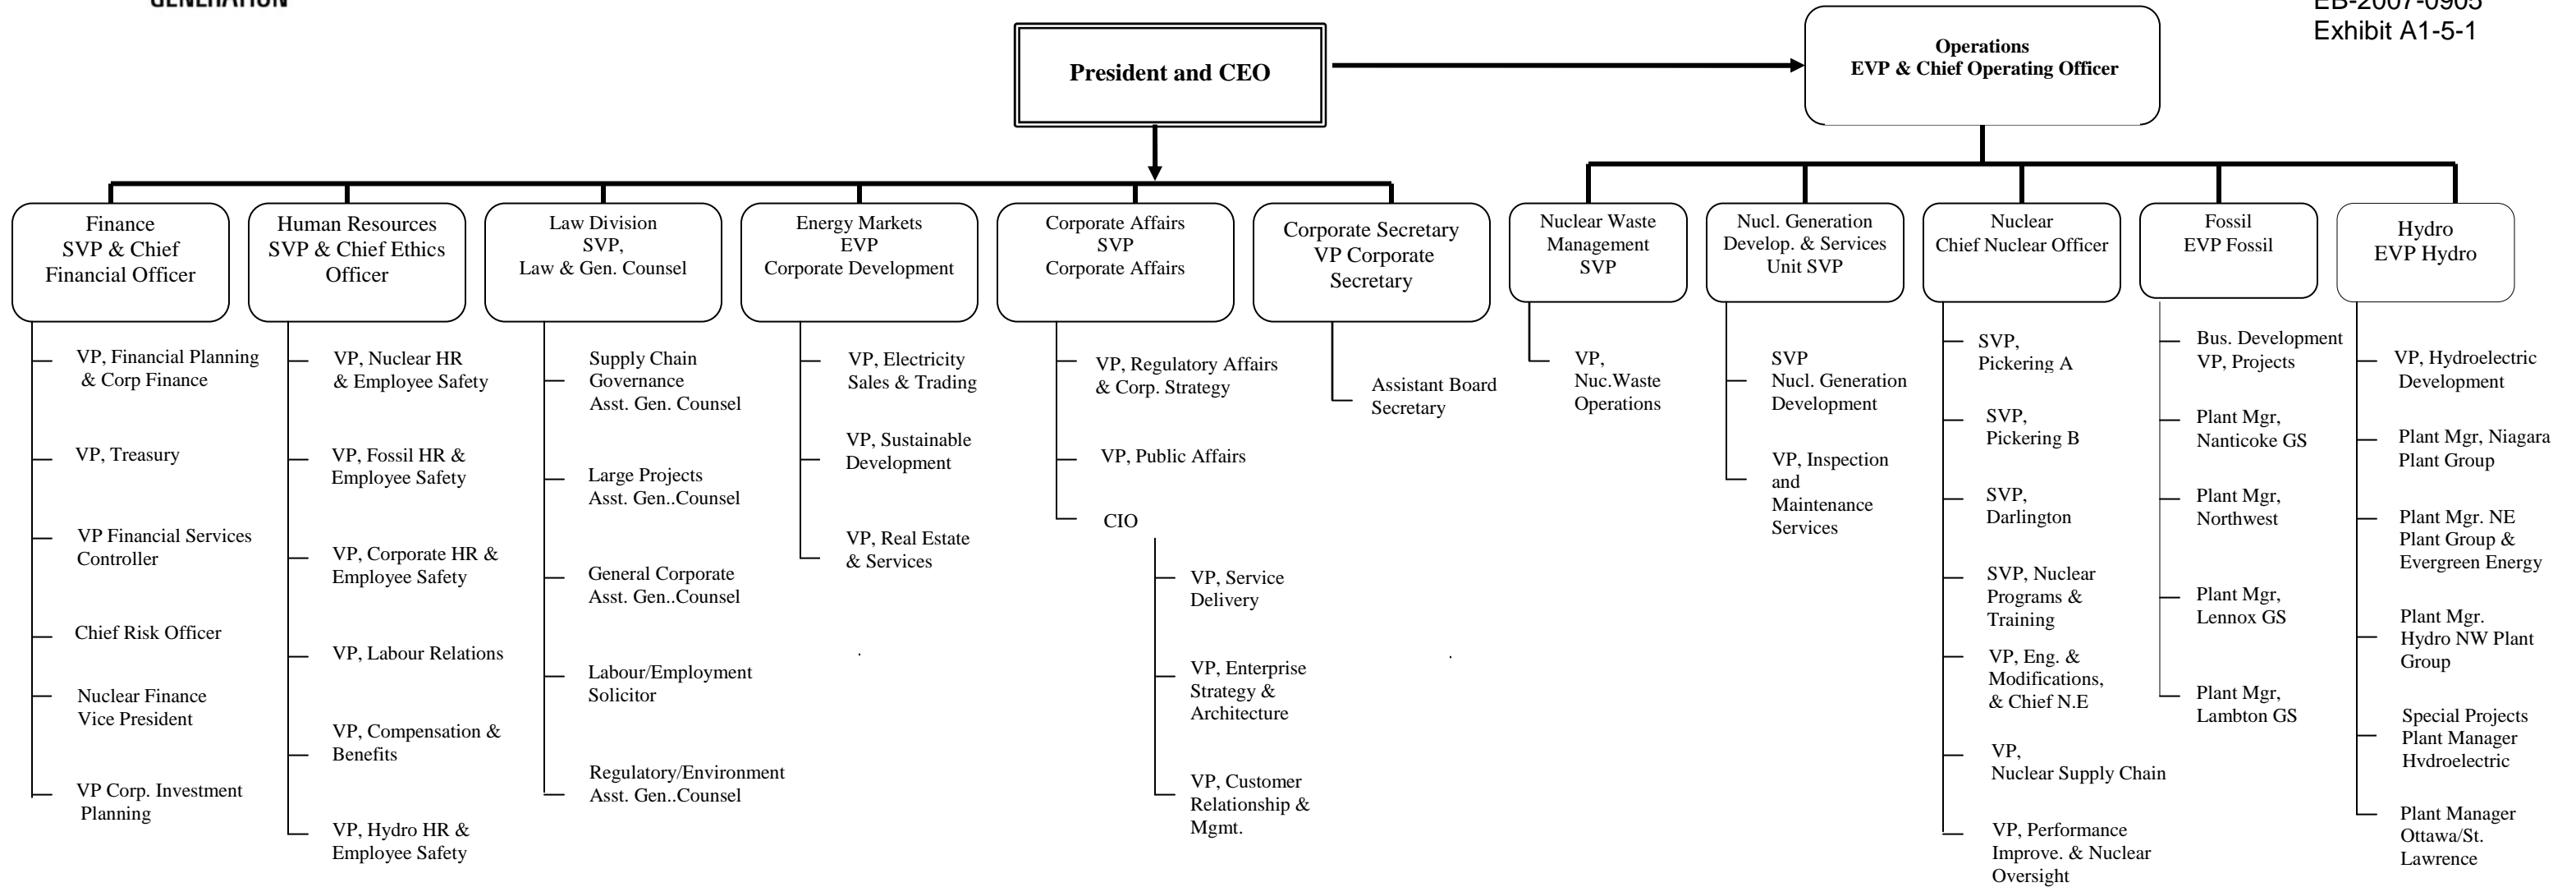 GENERATION
EB-2007-0905
Exhibit A1-5-1
President and CEO
Operations
EVP & Chief Operating Officer
Finance
SVP & Chief
Financial Officer
VP, Financial Planning
& Corp Finance
VP, Treasury
VP Financial Services
Controller
Chief Risk Officer
Nuclear Finance
Vice President
VP Corp. Investment
Planning
Human Resources
SVP & Chief Ethics
Officer
VP, Nuclear HR
& Employee Safety
VP, Fossil HR &
Employee Safety
VP, Corporate HR &
Employee Safety
VP, Labour Relations
VP, Compensation &
Benefits
VP, Hydro HR &
Employee Safety
Law Division
SVP,
Law & Gen. Counsel
Supply Chain
Governance
Asst. Gen. Counsel
Large Projects
Asst. Gen..Counsel
General Corporate
Asst. Gen..Counsel
Labour/Employment
Solicitor
Regulatory/Environment
Asst. Gen..Counsel
Energy Markets
EVP
Corporate Development
VP, Electricity
Sales & Trading
VP, Sustainable
Development
VP, Real Estate
& Services
Corporate Affairs
SVP
Corporate Affairs
VP, Regulatory Affairs
& Corp. Strategy
VP, Public Affairs
CIO
VP, Service
Delivery
VP, Enterprise
Strategy &
Architecture
VP, Customer
Relationship &
Mgmt.
Corporate Secretary
VP Corporate
Secretary
Assistant Board
Secretary
Nuclear Waste
Management
SVP
VP,
Nuc.Waste
Operations
Nucl. Generation
Develop. & Services
Unit SVP
SVP
Nucl. Generation
Development
VP, Inspection
and
Maintenance
Services
Nuclear
Chief Nuclear Officer
SVP,
Pickering A
SVP,
Pickering B
SVP,
Darlington
SVP, Nuclear
Programs &
Training
VP, Eng. &
Modifications,
& Chief N.E
VP,
Nuclear Supply Chain
VP, Performance
Improve. & Nuclear
Oversight
Fossil
EVP Fossil
Bus. Development
VP, Projects
Plant Mgr,
Nanticoke GS
Plant Mgr,
Northwest
Plant Mgr,
Lennox GS
Plant Mgr,
Lambton GS
Hydro
EVP Hydro
VP, Hydroelectric
Development
Plant Mgr, Niagara
Plant Group
Plant Mgr. NE
Plant Group &
Evergreen Energy
Plant Mgr.
Hydro NW Plant
Group
Special Projects
Plant Manager
Hydroelectric
Plant Manager
Ottawa/St.
Lawrence